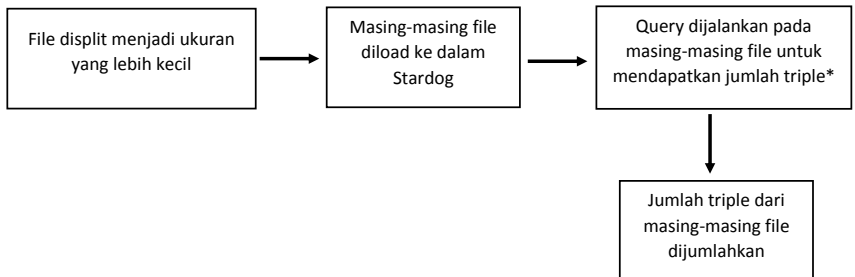 File displit menjadi ukuran
yang lebih kecil
Masing-masing file
diload ke dalam
Stardog
Query dijalankan pada
masing-masing file untuk
mendapatkan jumlah triple*
Jumlah triple dari
masing-masing file
dijumlahkan